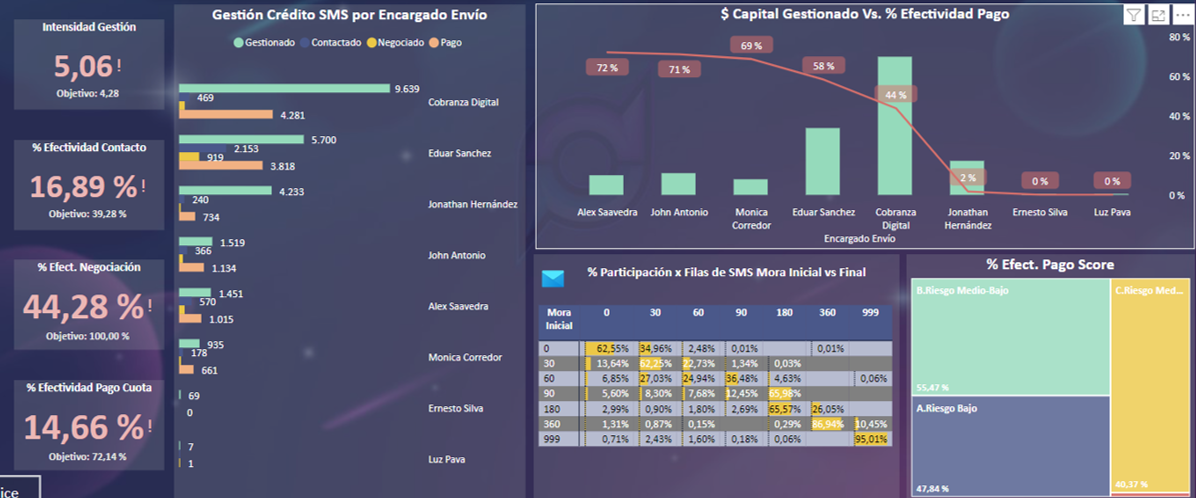 Intensidad Gestión
5,06 !
Objetivo: 4,28
% Efectividad Contacto
16,89 % !
Objetivo: 39,28 %
% Efect. Negociación
44,28 % !
Objetivo: 100,00 %
% Efectividad Pago Cuota
14,66 % !
Objetivo: 72,14 %
ice
Gestión Crédito SMS por Encargado Envío
Gestionado Contactado Negociado Pago
9.639
469
4.281
Cobranza Digital
5.700
2.153
919
3.818
Eduar Sanchez
4.233
240
734
Jonathan Hernández
1.519
366
1.134
John Antonio
1.451
570
1.015
Alex Saavedra
935
178
661
Monica Corredor
69
0
Ernesto Silva
7
1
Luz Pava
$ Capital Gestionado Vs. % Efectividad Pago
80 %
60 %
40 %
20 %
0 %
72 % 71 % 69 % 58 % 44 % 2 % 0 % 0 %
Alex Saavedra John Antonio Monica Corredor Eduar Sanchez Cobranza Digital Jonathan Hernández Ernesto Silva Luz Pava
Encargado Envío
% Participación x Filas de SMS Mora Inicial vs Final
Mora Inicial 0 30 60 90 180 360 999
0 62,55% 34,96% 2,48% 0,01% 0,01%
30 13,64% 62,25% 22,73% 1,34% 0,03%
60 6,85% 27,03% 24,94% 36,48% 4,63% 0,06%
90 5,60% 8,30% 7,68% 12,45% 65,98%
180 2,99% 0,90% 1,80% 2,69% 65,57% 26,05%
360 1,31% 0,87% 0,15% 0,29% 86,94% 10,45%
999 0,71% 2,43% 1,60% 0,18% 0,06% 95,01%
% Efect. Pago Score
B.Riesgo Medio-Bajo
55,47 %
A.Riesgo Bajo
47,84 %
C.Riesgo Med...
40,37 %